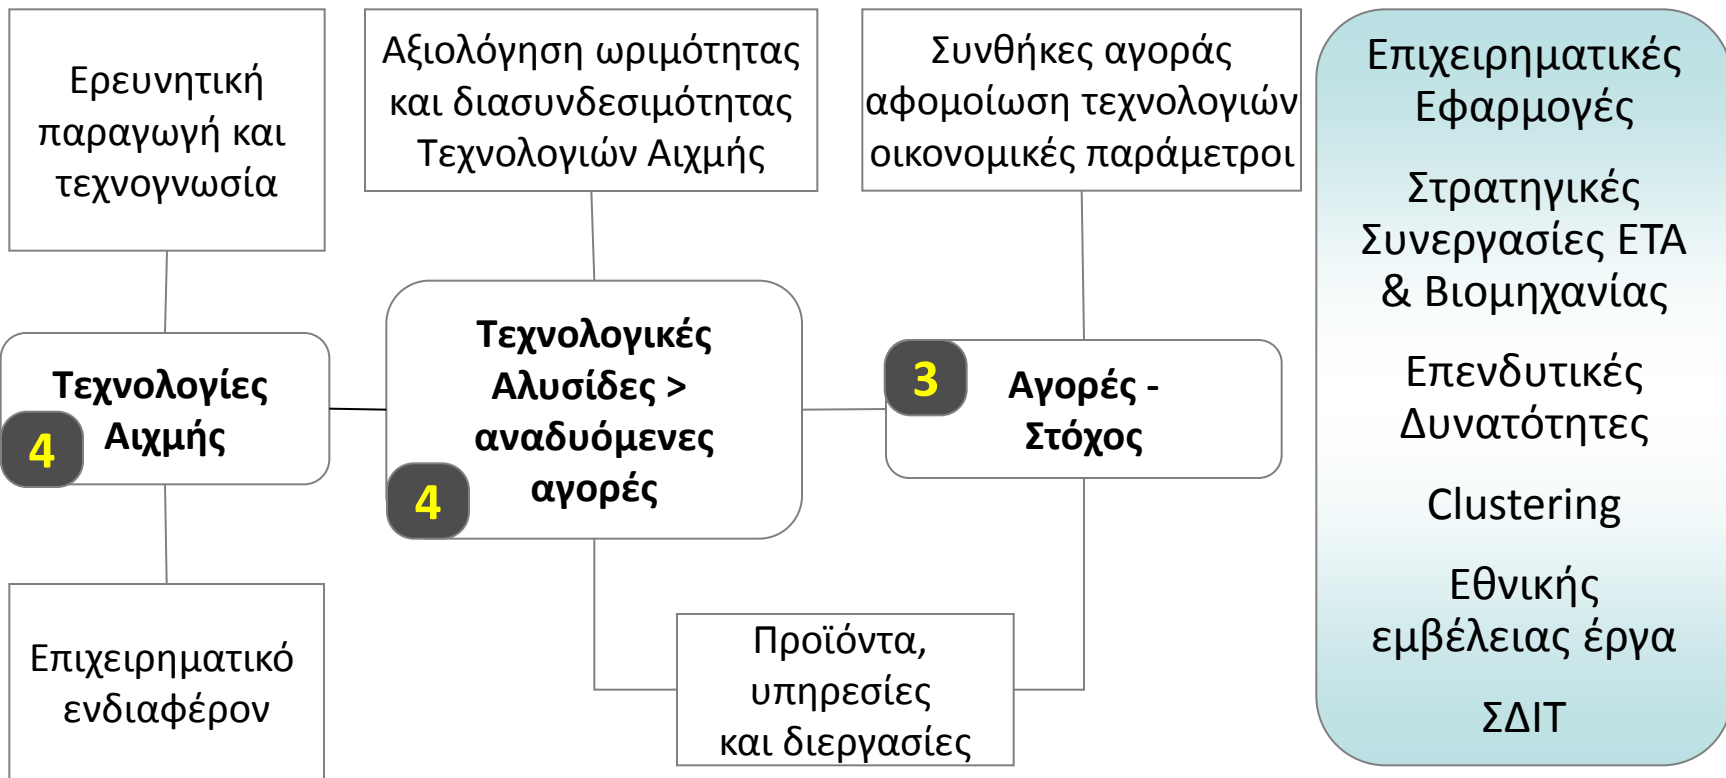 Ερευνητική
παραγωγή και
τεχνογνωσία
Αξιολόγηση ωριμότητας
και διασυνδεσιμότητας
Τεχνολογιών Αιχμής
Συνθήκες αγοράς
αφομοίωση τεχνολογιών
οικονομικές παράμετροι
Τεχνολογίες
Αιχμής
4
Τεχνολογικές
Αλυσίδες >
αναδυόμενες
αγορές
4
3
Αγορές -
Στόχος
Επιχειρηματικό
ενδιαφέρον
Προϊόντα,
υπηρεσίες
και διεργασίες
Επιχειρηματικές
Εφαρμογές
Στρατηγικές
Συνεργασίες ΕΤΑ
& Βιομηχανίας
Επενδυτικές
Δυνατότητες
Clustering
Εθνικής
εμβέλειας έργα
ΣΔΙΤ